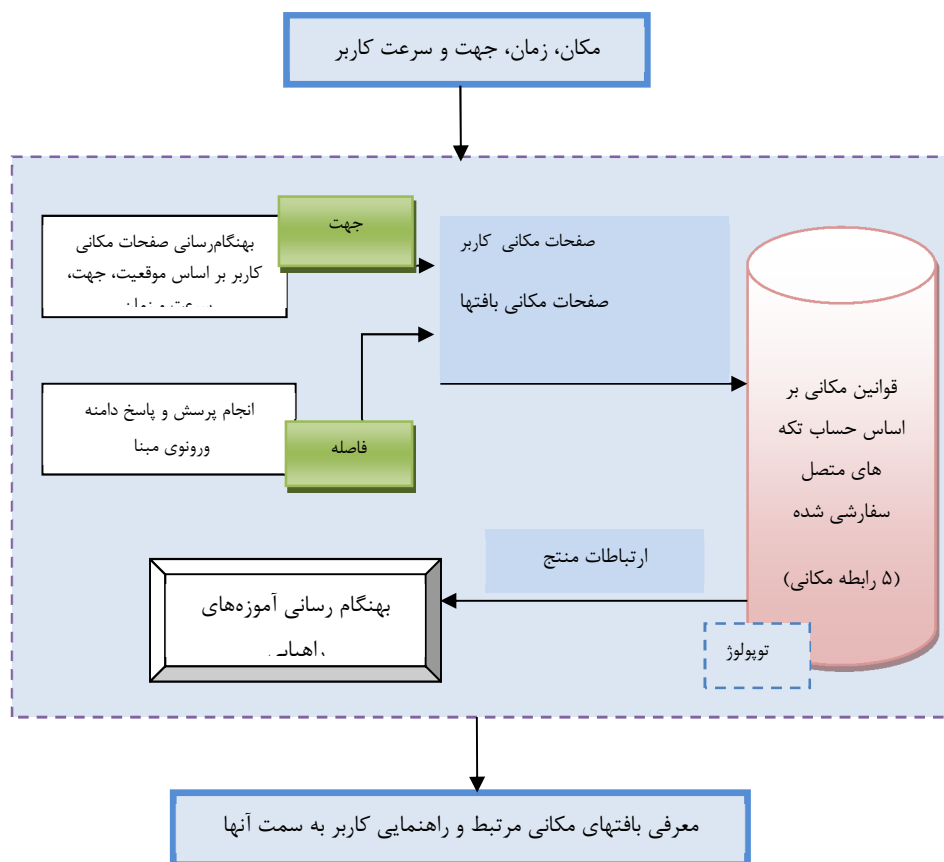 مکان، زمان، جهت و سرعت کاربر
جهت
بهنگام‌رسانی صفحات مکانی
کاربر بر اساس موقعیت، جهت،
صفحات مکانی کاربر
صفحات مکانی بافتها
انجام پرسش و پاسخ دامنه
ورونوی مبنا
فاصله
قوانین مکانی بر
اساس حساب تکه
های متصل
سفارشی شده
(۵ رابطه مکانی)
ارتباطات منتج
بهنگام رسانی آموزه‌های
توپولوژ
معرفی بافتهای مکانی مرتبط و راهنمایی کاربر به سمت آنها